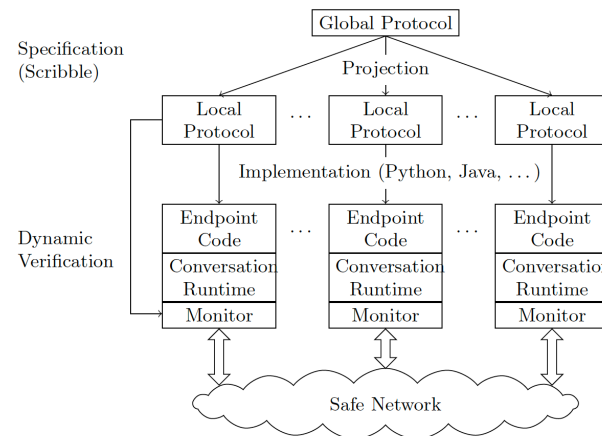 Global Protocol
Specification
(Scribble)
Projection
Local
Protocol
...
Local
Protocol
...
Local
Protocol
Implementation (Python, Java, ...)
Endpoint
Code
...
Endpoint
Code
...
Endpoint
Code
Dynamic
Verification
Conversation
Runtime
Conversation
Runtime
Conversation
Runtime
Monitor
Monitor
Monitor
Safe Network